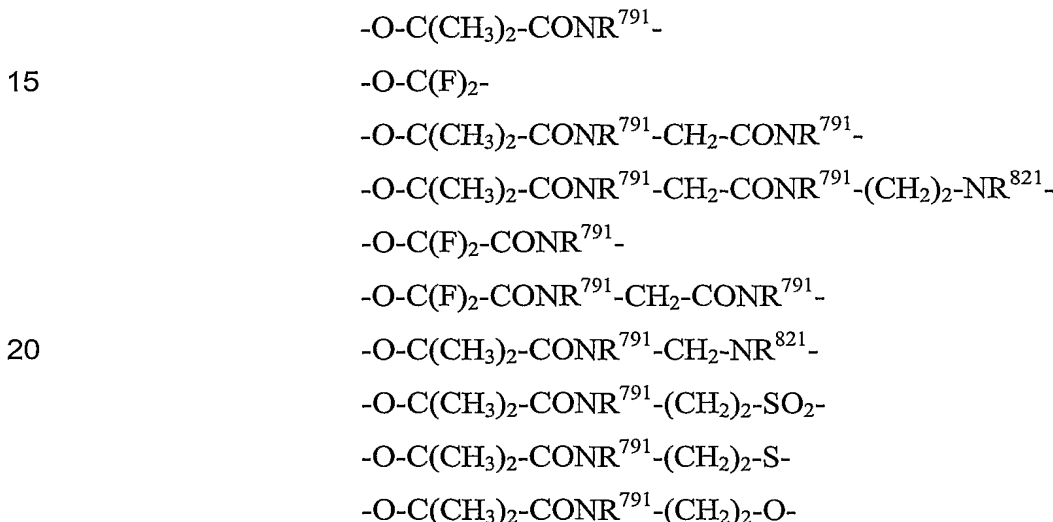 -O-C(CH₃)₂-CONR⁷⁹¹-
15 -O-C(F)₂-
-O-C(CH₃)₂-CONR⁷⁹¹-CH₂-CONR⁷⁹¹-
-O-C(CH₃)₂-CONR⁷⁹¹-CH₂-CONR⁷⁹¹-(CH₂)₂-NR⁸²¹-
-O-C(F)₂-CONR⁷⁹¹-
-O-C(F)₂-CONR⁷⁹¹-CH₂-CONR⁷⁹¹-
20 -O-C(CH₃)₂-CONR⁷⁹¹-CH₂-NR⁸²¹-
-O-C(CH₃)₂-CONR⁷⁹¹-(CH₂)₂-SO₂-
-O-C(CH₃)₂-CONR⁷⁹¹-(CH₂)₂-S-
-O-C(CH₃)₂-CONR⁷⁹¹-(CH₂)₂-O-